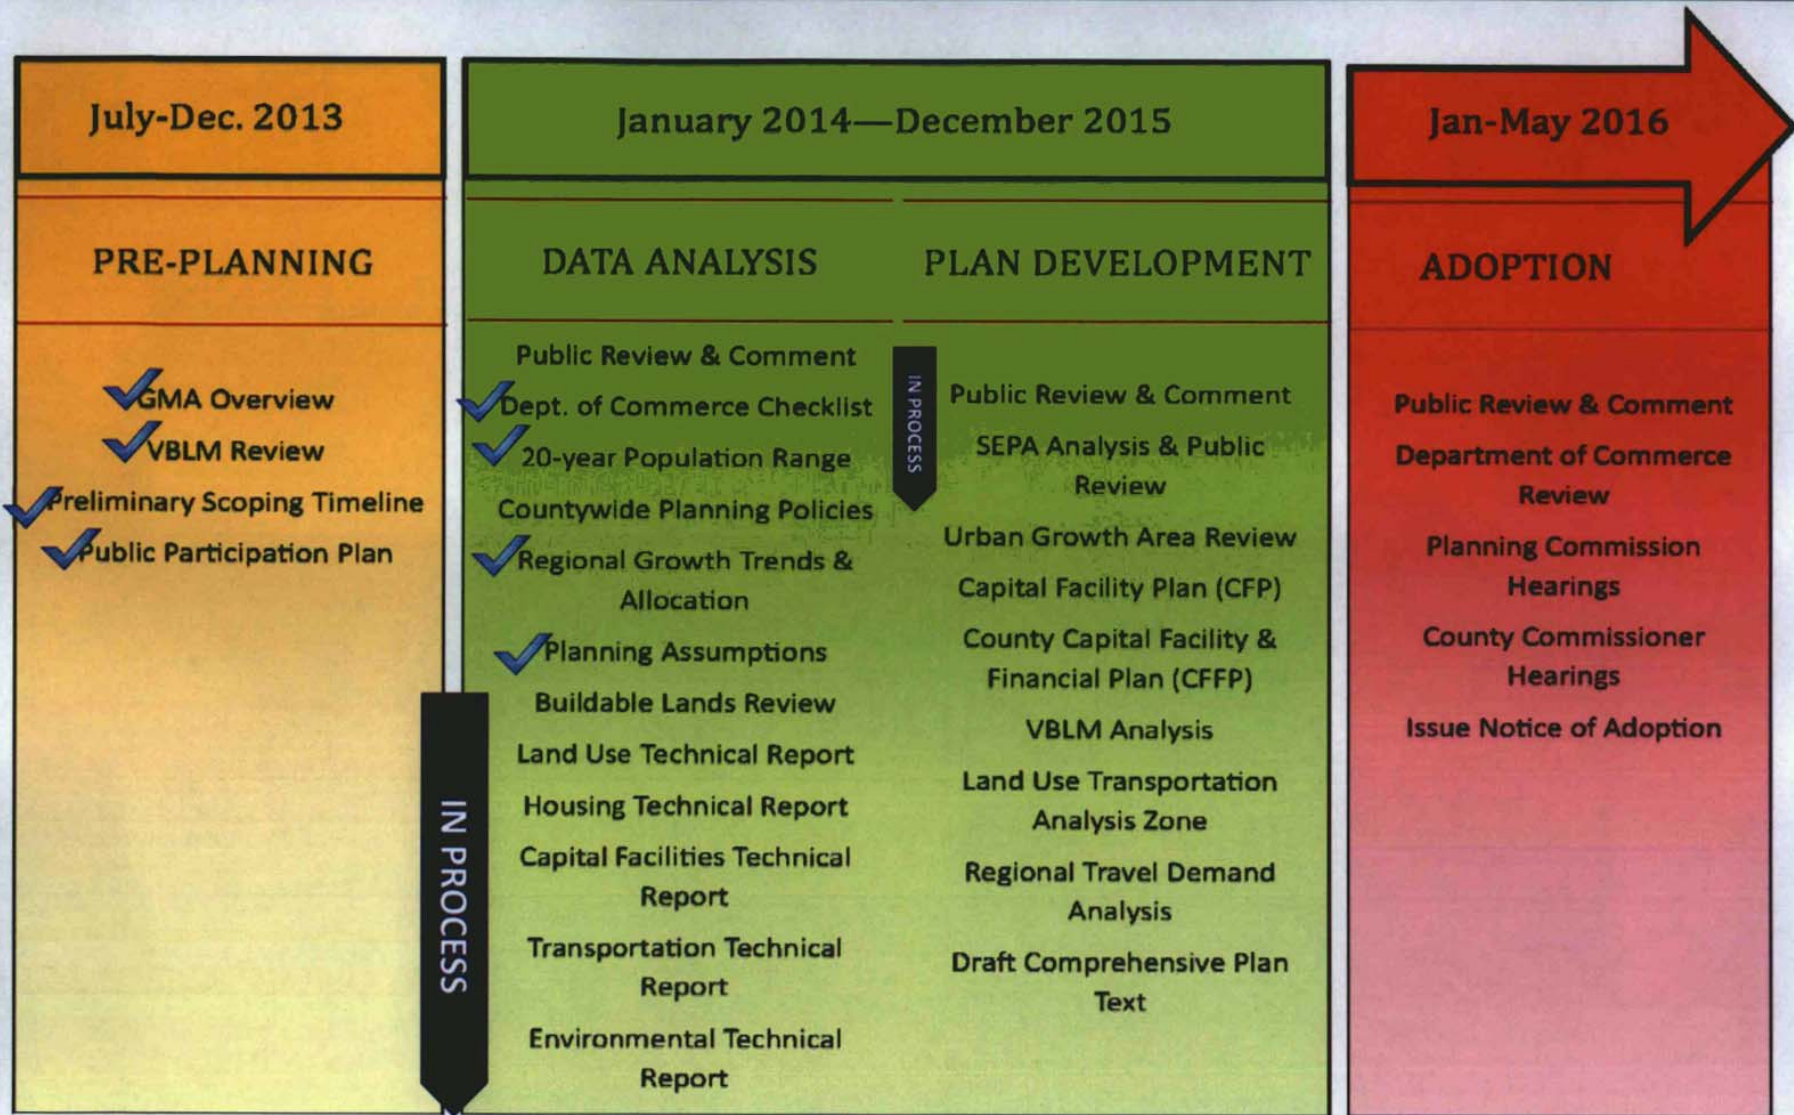 July-Dec. 2013
PRE-PLANNING
GMA Overview
VBLM Review
Preliminary Scoping Timeline
Public Participation Plan
IN PROCESS
January 2014—December 2015
DATA ANALYSIS
Public Review & Comment
Dept. of Commerce Checklist
20-year Population Range
Countywide Planning Policies
Regional Growth Trends &
Allocation
Planning Assumptions
Buildable Lands Review
Land Use Technical Report
Housing Technical Report
Capital Facilities Technical
Report
Transportation Technical
Report
Environmental Technical
Report
IN PROCESS
PLAN DEVELOPMENT
Public Review & Comment
SEPA Analysis & Public
Review
Urban Growth Area Review
Capital Facility Plan (CFP)
County Capital Facility &
Financial Plan (CFFP)
VBLM Analysis
Land Use Transportation
Analysis Zone
Regional Travel Demand
Analysis
Draft Comprehensive Plan
Text
Jan-May 2016
ADOPTION
Public Review & Comment
Department of Commerce
Review
Planning Commission
Hearings
County Commissioner
Hearings
Issue Notice of Adoption